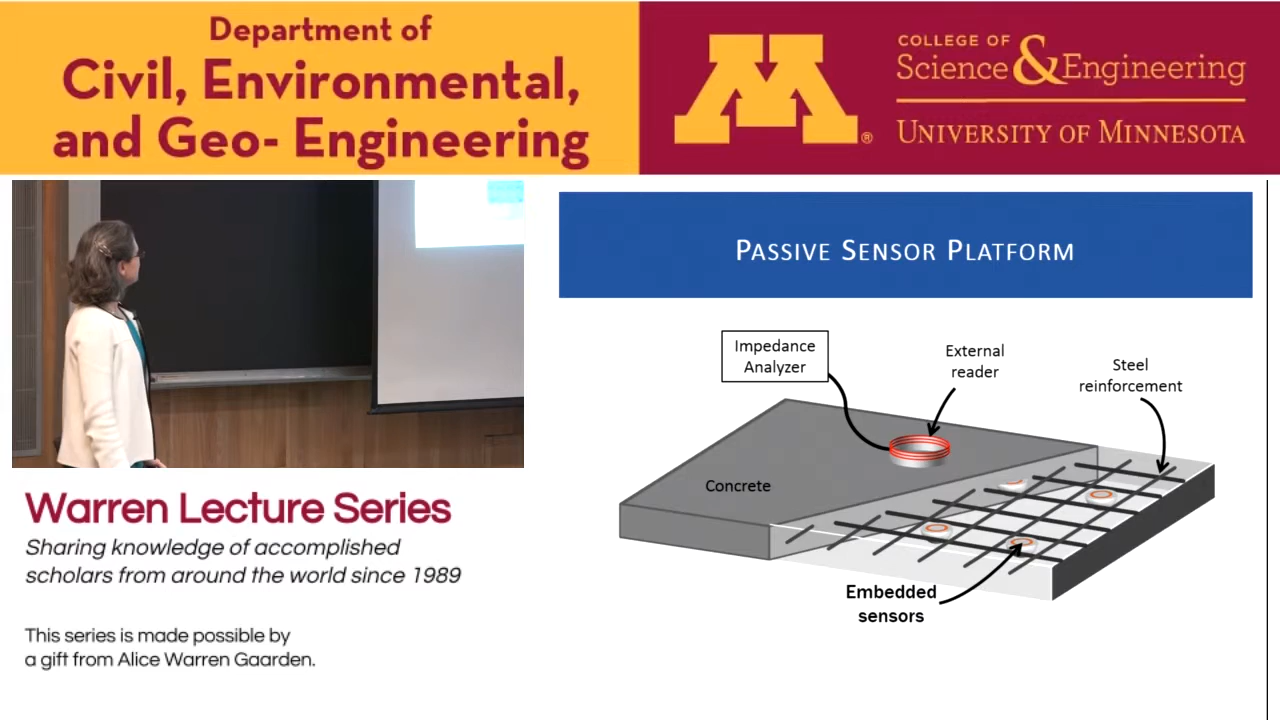 Department of
Civil, Environmental,
and Geo- Engineering
M®
COLLEGE OF
Science & Engineering
UNIVERSITY OF MINNESOTA
PASSIVE SENSOR PLATFORM
Impedance
Analyzer
External
reader
Steel
reinforcement
Concrete
Embedded
sensors
Warren Lecture Series
Sharing knowledge of accomplished
scholars from around the world since 1989
This series is made possible by
a gift from Alice Warren Gaarden.